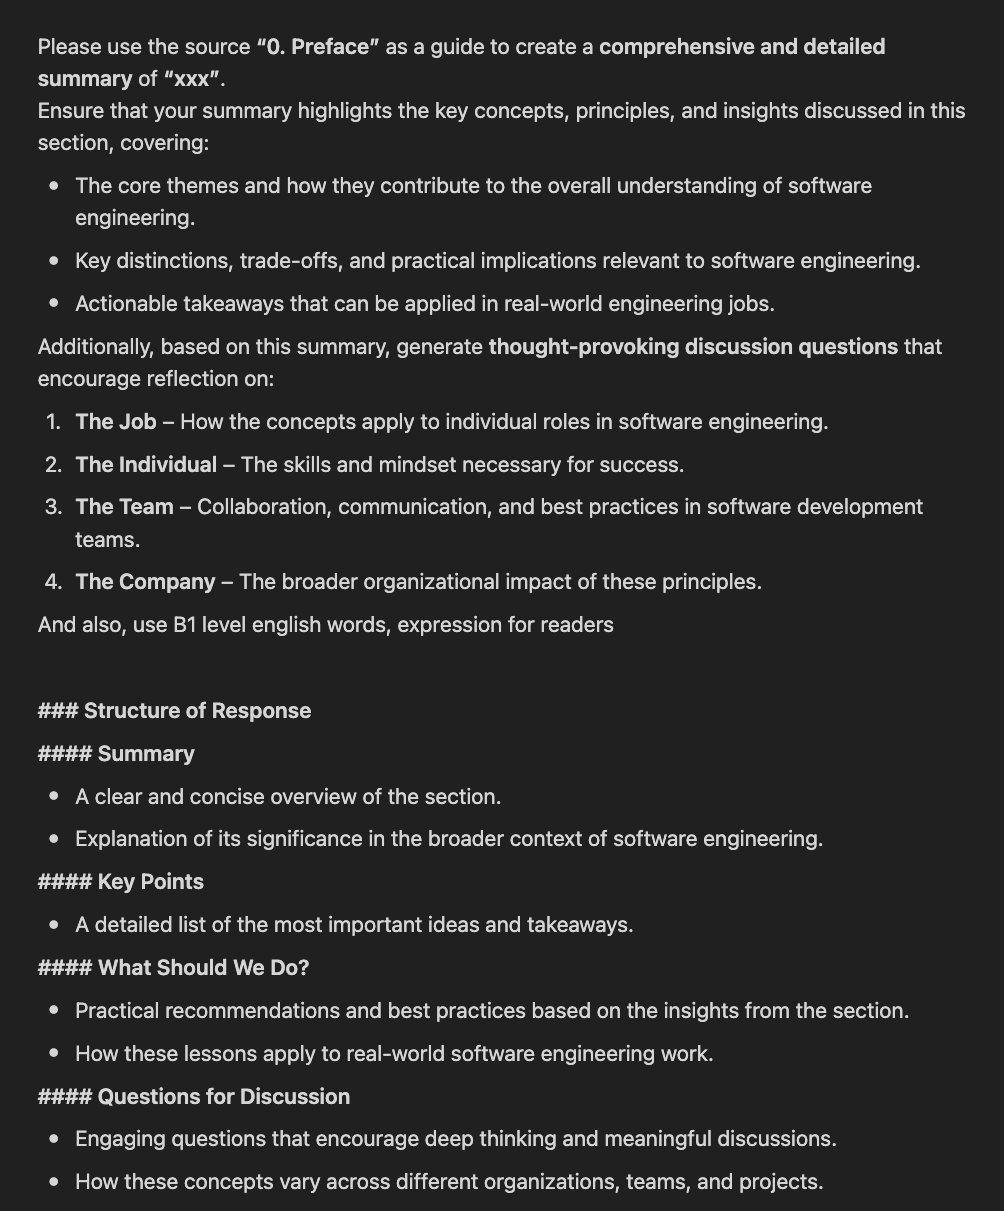 Please use the source “0. Preface” as a guide to create a comprehensive and detailed
summary of “xxx”.
Ensure that your summary highlights the key concepts, principles, and insights discussed in this
section, covering:
• The core themes and how they contribute to the overall understanding of software
engineering.
• Key distinctions, trade-offs, and practical implications relevant to software engineering.
• Actionable takeaways that can be applied in real-world engineering jobs.
Additionally, based on this summary, generate thought-provoking discussion questions that
encourage reflection on:
1. The Job – How the concepts apply to individual roles in software engineering.
2. The Individual – The skills and mindset necessary for success.
3. The Team – Collaboration, communication, and best practices in software development
teams.
4. The Company – The broader organizational impact of these principles.
And also, use B1 level english words, expression for readers
### Structure of Response
#### Summary
• A clear and concise overview of the section.
• Explanation of its significance in the broader context of software engineering.
#### Key Points
• A detailed list of the most important ideas and takeaways.
#### What Should We Do?
• Practical recommendations and best practices based on the insights from the section.
• How these lessons apply to real-world software engineering work.
#### Questions for Discussion
• Engaging questions that encourage deep thinking and meaningful discussions.
• How these concepts vary across different organizations, teams, and projects.